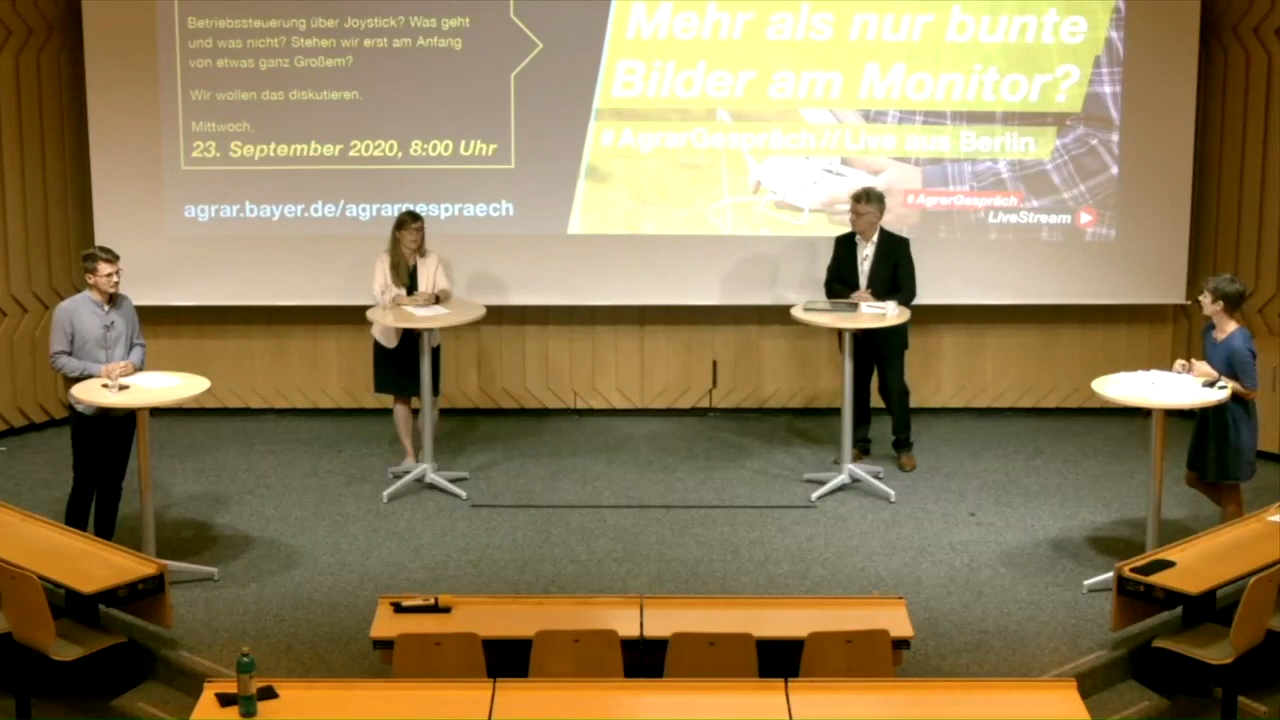 Betriebssteuerung über Joystick? Was geht
und was nicht? Stehen wir erst am Anfang
von etwas ganz Großem?
Wir wollen das diskutieren.
Mittwoch,
23. September 2020, 8:00 Uhr
agrar.bayer.de/agrargespraech
Mehr als nur bunte
Bilder am Monitor?
#AgrarGespräch // Live aus Berlin
#AgrarGespräch
LiveStream